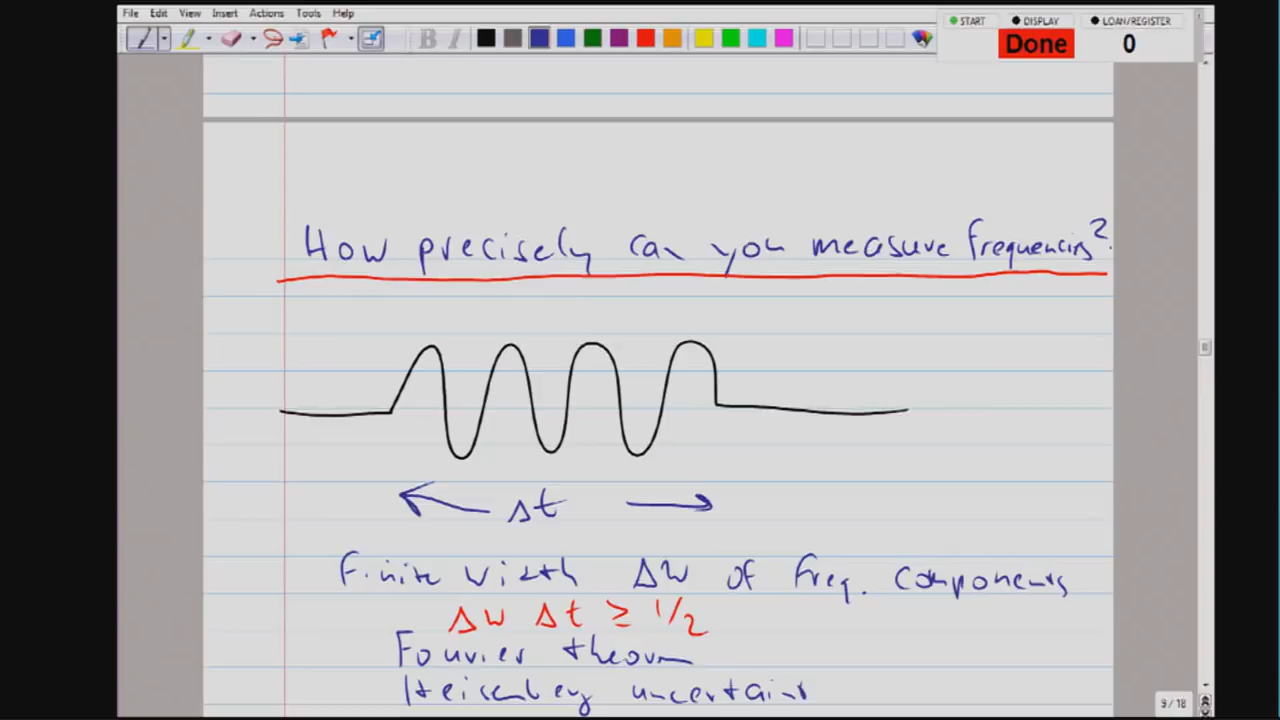 File Edit View Insert Actions Tools Help
START DISPLAY LOAN/REGISTER
Done 0
B I
How precisely can you measure frequencies?
Δt
Finite width Δω of freq. components
Δω Δt ≥ 1/2
Fourier theorem
Heisenberg uncertaint
9/18